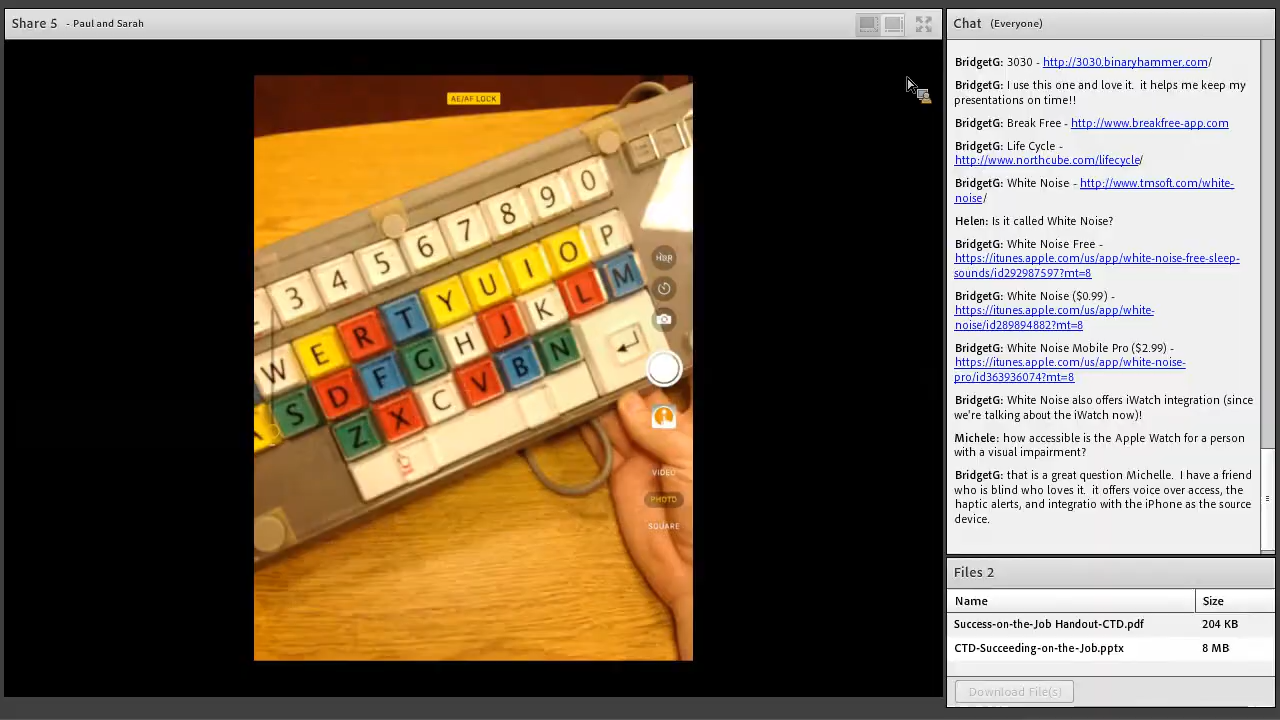 Share 5 - Paul and Sarah
AE/AF LOCK
3 4 5 6 7 8 9 0
W E R T Y U I O P
A S D F G H J K L M
Z X C V B N
HDR
VIDEO
PHOTO
SQUARE
Chat (Everyone)
BridgetG: 3030 - http://3030.binaryhammer.com/
BridgetG: I use this one and love it. it helps me keep my
presentations on time!!
BridgetG: Break Free - http://www.breakfree-app.com
BridgetG: Life Cycle -
http://www.northcube.com/lifecycle/
BridgetG: White Noise - http://www.tmsoft.com/white-
noise/
Helen: Is it called White Noise?
BridgetG: White Noise Free -
https://itunes.apple.com/us/app/white-noise-free-sleep-
sounds/id292987597?mt=8
BridgetG: White Noise ($0.99) -
https://itunes.apple.com/us/app/white-
noise/id289894882?mt=8
BridgetG: White Noise Mobile Pro ($2.99) -
https://itunes.apple.com/us/app/white-noise-
pro/id363936074?mt=8
BridgetG: White Noise also offers iWatch integration (since
we're talking about the iWatch now)!
Michele: how accessible is the Apple Watch for a person
with a visual impairment?
BridgetG: that is a great question Michelle. I have a friend
who is blind who loves it. it offers voice over access, the
haptic alerts, and integratio with the iPhone as the source
device.
Files 2
Name Size
Success-on-the-Job Handout-CTD.pdf 204 KB
CTD-Succeeding-on-the-Job.pptx 8 MB
Download File(s)